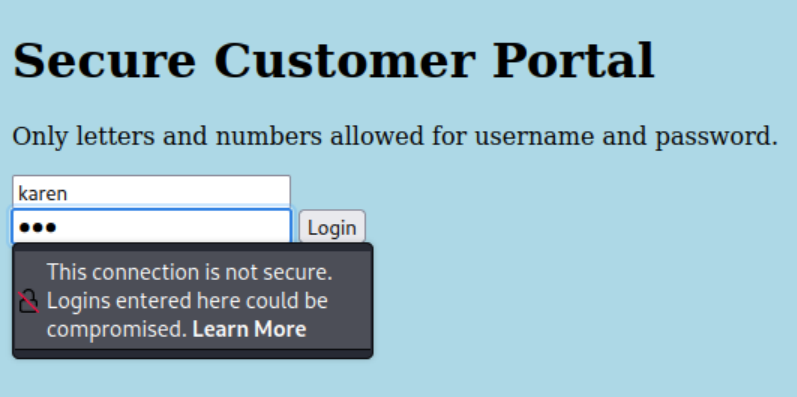 Secure Customer Portal
Only letters and numbers allowed for username and password.
karen
●●● Login
This connection is not secure.
Logins entered here could be
compromised. Learn More